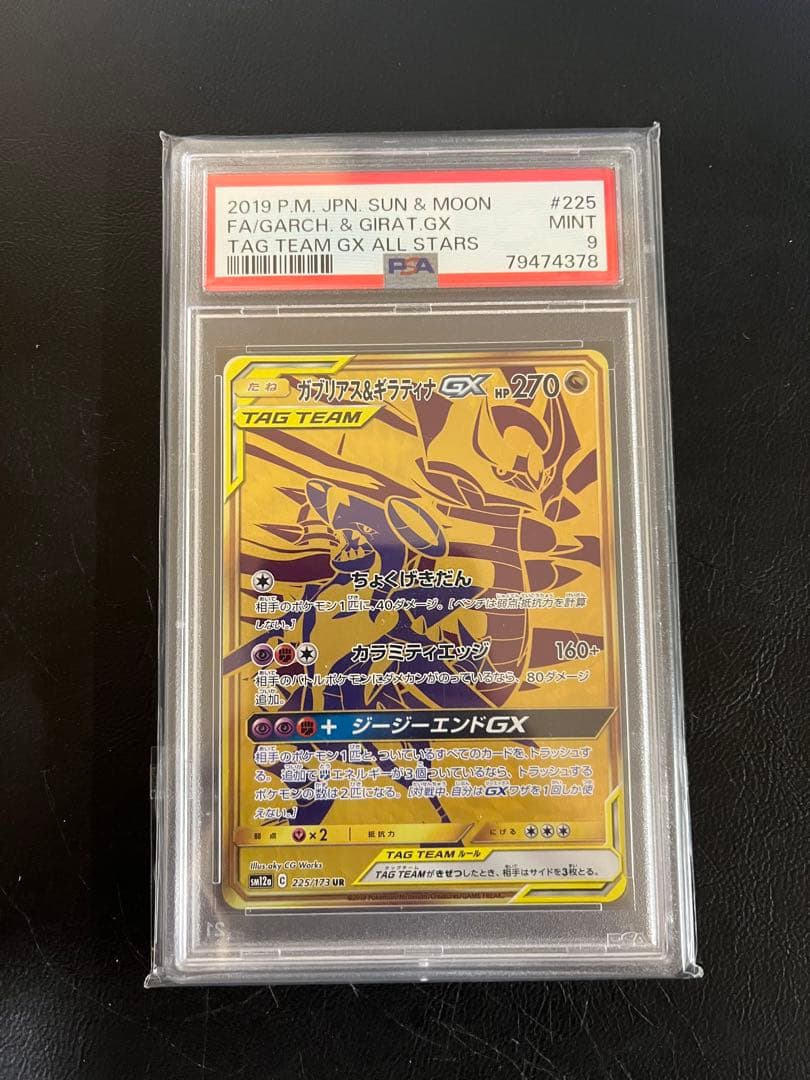 2019 P.M. JPN. SUN & MOON #225
FA/GARCH. & GIRAT.GX MINT
TAG TEAM GX ALL STARS 9
PSA 79474378
たね ガブリアス&ギラティナGX HP270
TAG TEAM
ちょくげきだん
相手のポケモン1匹に、40ダメージ。[ベンチは弱点・抵抗力を計算
しない。]
カラミティエッジ 160+
相手のバトルポケモンにダメカンがのっているなら、80ダメージ
追加。
+ ジージーエンドGX
相手のポケモン1匹と、ついているすべてのカードを、トラッシュす
る。追加で闘エネルギーが3個ついているなら、トラッシュする
ポケモンの数は2匹になる。[対戦中、自分はGXワザを1回しか使
えない。]
弱点 ×2 抵抗力 にげる
Illus. aky CG Works
TAG TEAM ルール
TAG TEAMがきぜつしたとき、相手はサイドを3枚とる。
sm12a C 225/173 UR
©2019 Pokémon/Nintendo/Creatures/GAME FREAK.